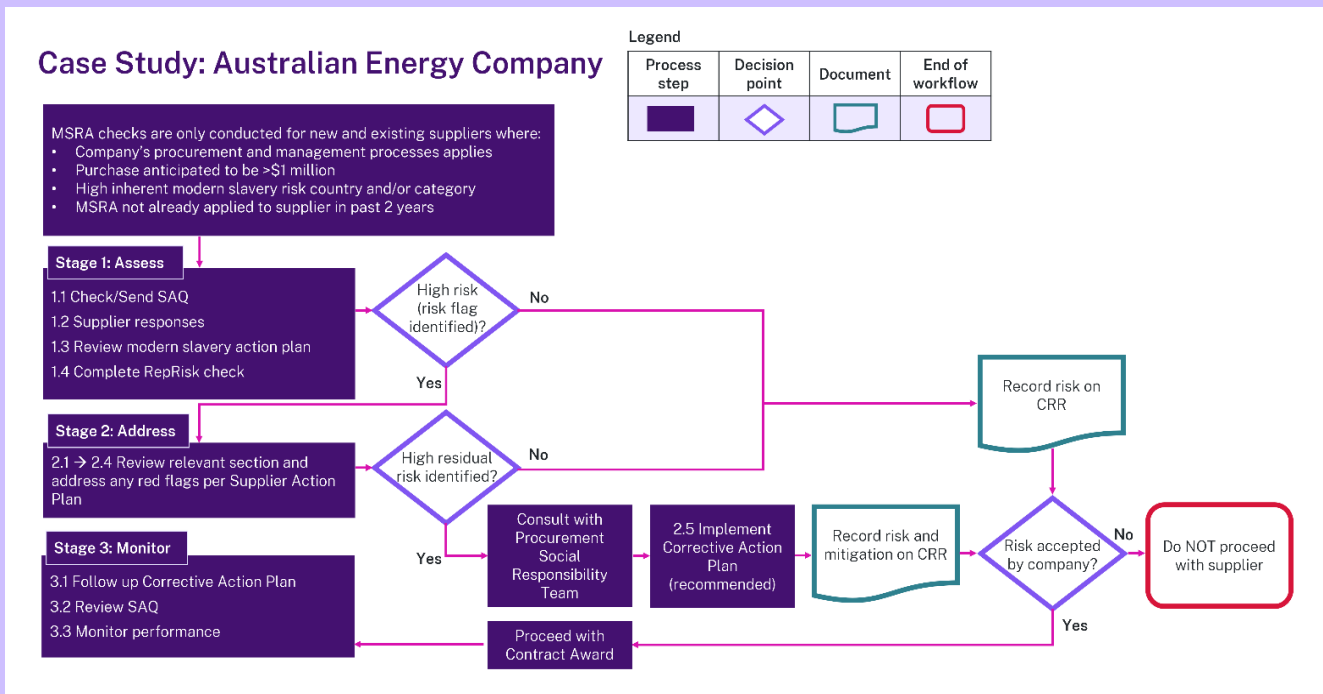 Case Study: Australian Energy Company
Legend
Process
step
Decision
point
Document
End of
workflow
MSRA checks are only conducted for new and existing suppliers where:
• Company's procurement and management processes applies
• Purchase anticipated to be >$1 million
• High inherent modern slavery risk country and/or category
• MSRA not already applied to supplier in past 2 years
Stage 1: Assess
1.1 Check/Send SAQ
1.2 Supplier responses
1.3 Review modern slavery action plan
1.4 Complete RepRisk check
High risk
(risk flag
identified)?
No
Yes
Record risk on
CRR
Stage 2: Address
2.1 → 2.4 Review relevant section and
address any red flags per Supplier Action
Plan
High residual
risk identified?
No
Yes
Consult with
Procurement
Social
Responsibility
Team
2.5 Implement
Corrective Action
Plan
(recommended)
Record risk and
mitigation on CRR
Risk accepted
by company?
No
Do NOT proceed
with supplier
Yes
Stage 3: Monitor
3.1 Follow up Corrective Action Plan
3.2 Review SAQ
3.3 Monitor performance
Proceed with
Contract Award